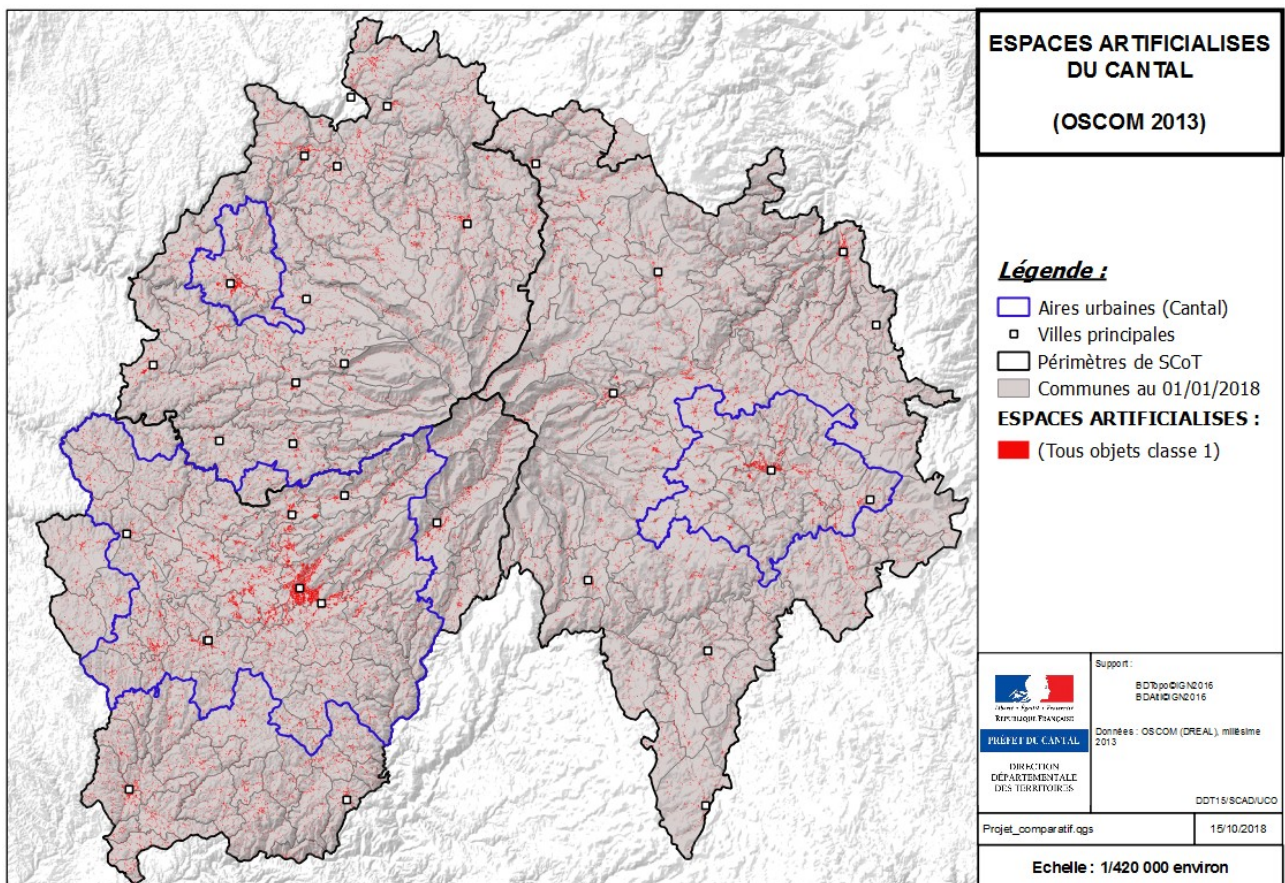 ESPACES ARTIFICIALISES
DU CANTAL
(OSCOM 2013)
Légende :
Aires urbaines (Cantal)
Villes principales
Périmètres de SCoT
Communes au 01/01/2018
ESPACES ARTIFICIALISES :
(Tous objets classe 1)
Liberté • Égalité • Fraternité
RÉPUBLIQUE FRANÇAISE
PRÉFET DU CANTAL
DIRECTION
DÉPARTEMENTALE
DES TERRITOIRES
Support :
BDTopo©IGN2016
BDAlti©IGN2016
Données : OSCOM (DREAL), millésime
2013
DDT15/SCAD/UCO
Projet_comparatif.qgs
15/10/2018
Echelle : 1/420 000 environ